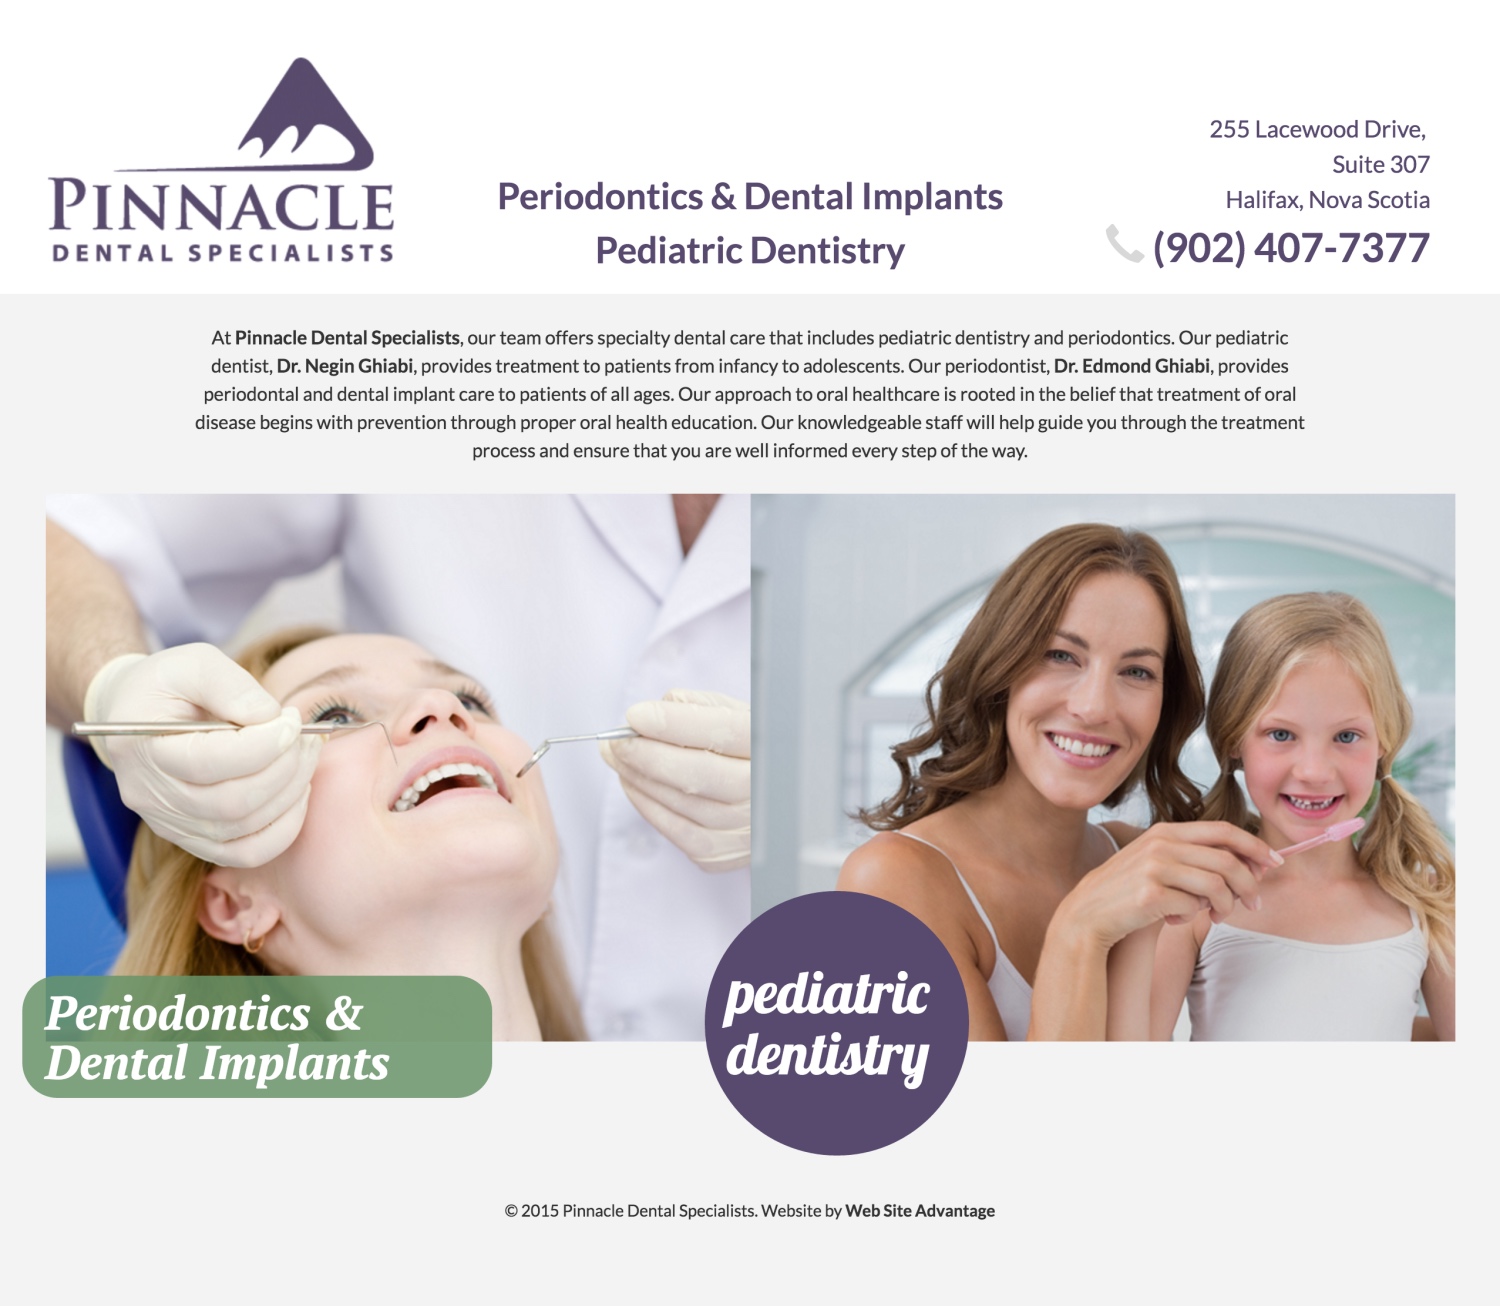 PINNACLE
DENTAL SPECIALISTS
Periodontics & Dental Implants
Pediatric Dentistry
255 Lacewood Drive,
Suite 307
Halifax, Nova Scotia
(902) 407-7377
At Pinnacle Dental Specialists, our team offers specialty dental care that includes pediatric dentistry and periodontics. Our pediatric
dentist, Dr. Negin Ghiabi, provides treatment to patients from infancy to adolescents. Our periodontist, Dr. Edmond Ghiabi, provides
periodontal and dental implant care to patients of all ages. Our approach to oral healthcare is rooted in the belief that treatment of oral
disease begins with prevention through proper oral health education. Our knowledgeable staff will help guide you through the treatment
process and ensure that you are well informed every step of the way.
Periodontics &
Dental Implants
pediatric
dentistry
© 2015 Pinnacle Dental Specialists. Website by Web Site Advantage